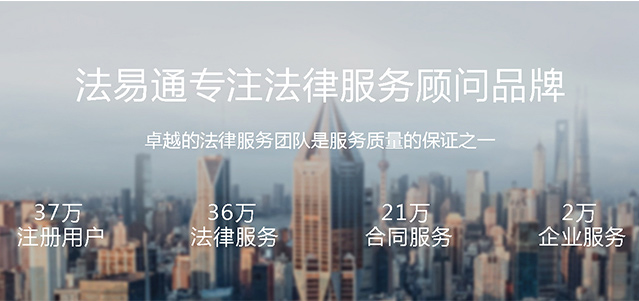 法易通专注法律服务顾问品牌
卓越的法律服务团队是服务质量的保证之一
37万 36万 21万 2万
注册用户 法律服务 合同服务 企业服务